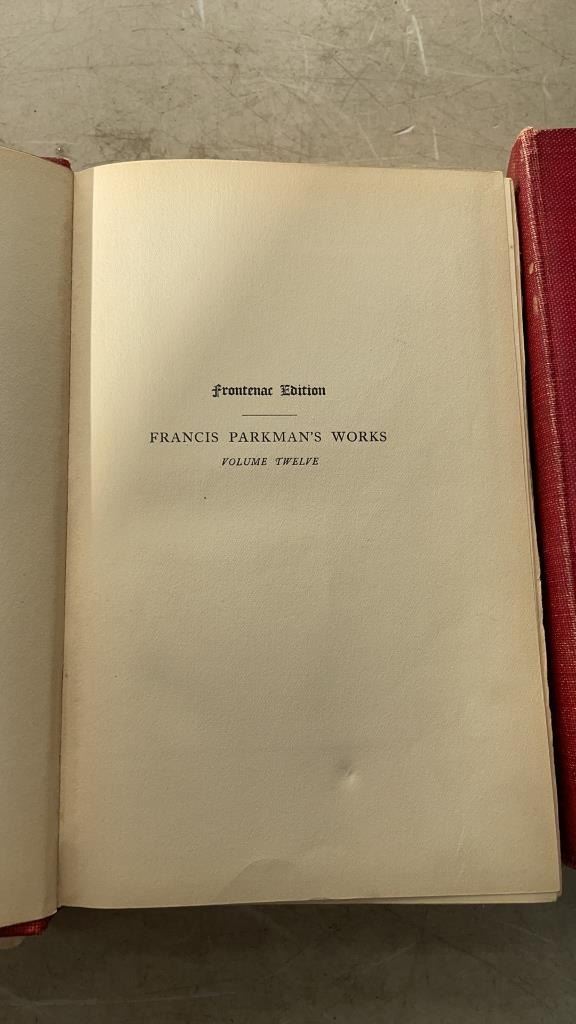 Frontenac Edition
FRANCIS PARKMAN'S WORKS
VOLUME TWELVE